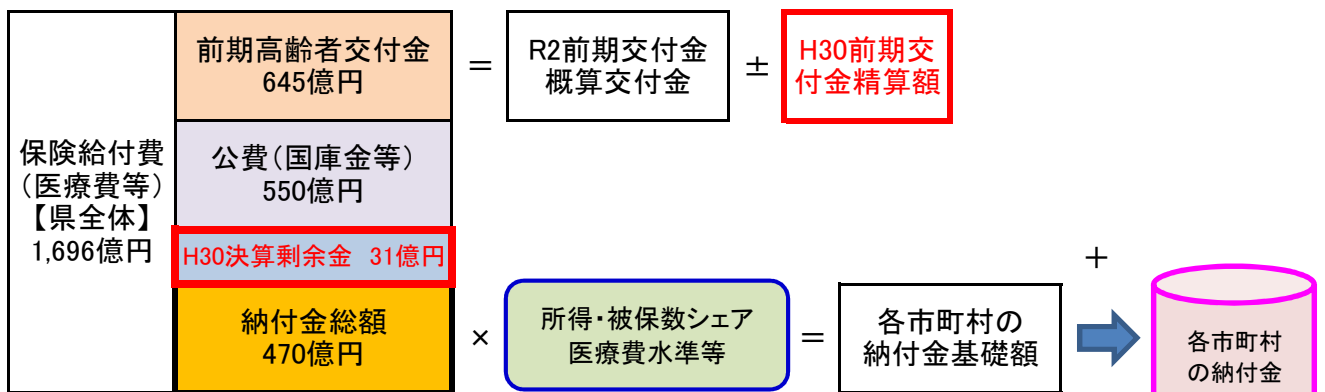 保険給付費
(医療費等)
【県全体】
1,696億円
前期高齢者交付金
645億円
=
R2前期交付金
概算交付金
±
H30前期交
付金精算額
公費(国庫金等)
550億円
H30決算剰余金 31億円
納付金総額
470億円
×
所得・被保数シェア
医療費水準等
=
各市町村の
納付金基礎額
+
各市町村
の納付金